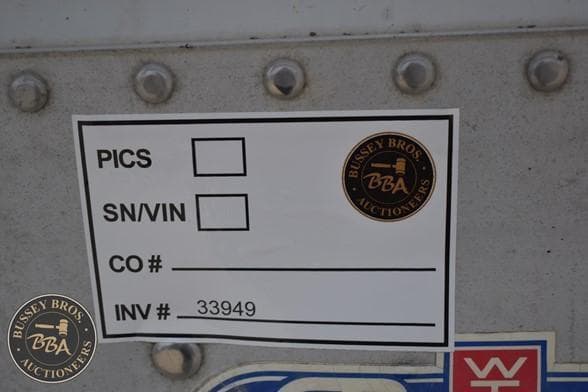 PICS
BUSSEY BROS.
BBA
AUCTIONEERS
SN/VIN
CO #
INV # 33949
BUSSEY BROS.
BBA
AUCTIONEERS